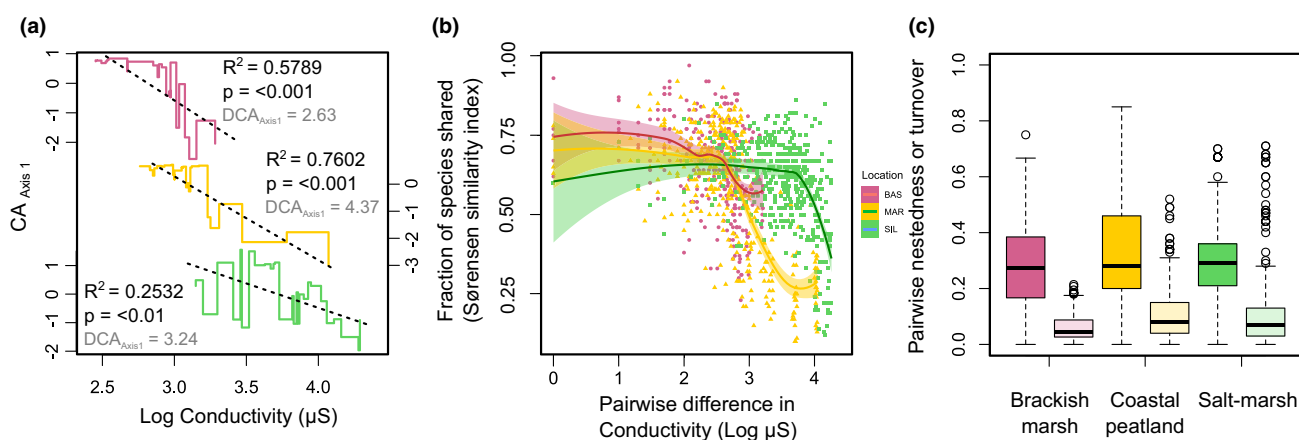 (a)
CA Axis 1
1
0
-1
-2
R² = 0.5789
p = <0.001
DCA Axis1 = 2.63
R² = 0.7602
p = <0.001
DCA Axis1 = 4.37
0
-1
-2
-3
1
0
-1
-2
R² = 0.2532
p = <0.01
DCA Axis1 = 3.24
2.5 3.0 3.5 4.0
Log Conductivity (µS)
(b)
Fraction of species shared
(Sørensen similarity index)
1.00
0.75
0.50
0.25
0 1 2 3 4
Pairwise difference in
Conductivity (Log µS)
Location
BAS
MAR
SIL
(c)
Pairwise nestedness or turnover
1.0
0.8
0.6
0.4
0.2
0.0
Brackish
marsh
Coastal
peatland
Salt-marsh